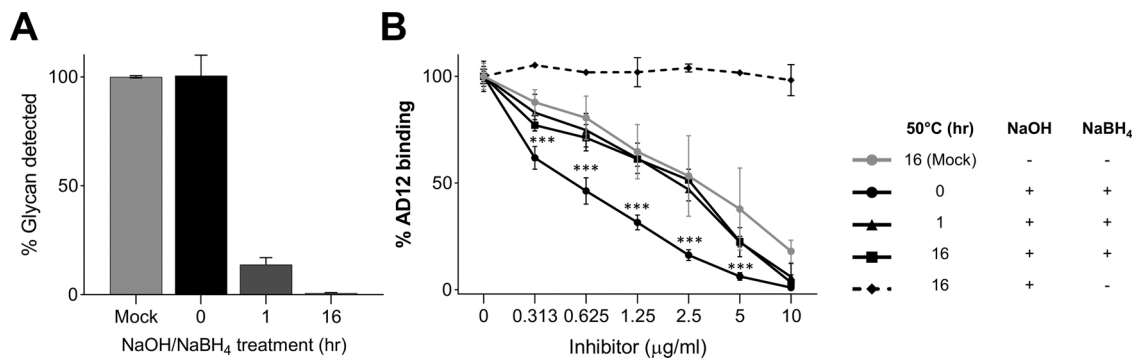 A
% Glycan detected
100
50
0
Mock 0 1 16
NaOH/NaBH₄ treatment (hr)
B
% AD12 binding
100
50
0
*** *** *** *** ***
0 0.313 0.625 1.25 2.5 5 10
Inhibitor (μg/ml)
50°C (hr) NaOH NaBH₄
16 (Mock) - -
0 + +
1 + +
16 + +
16 + -